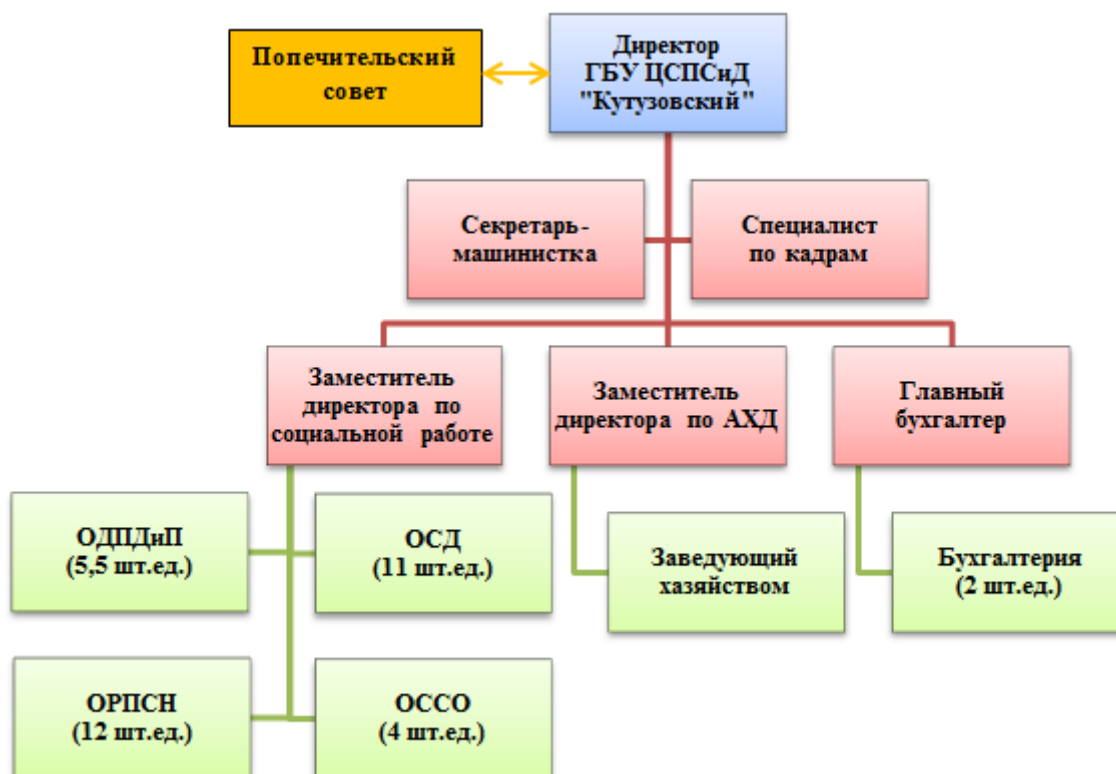 Попечительский
совет
Директор
ГБУ ЦСПСиД
"Кутузовский"
Секретарь-
машинистка
Специалист
по кадрам
Заместитель
директора по
социальной работе
Заместитель
директора по АХД
Главный
бухгалтер
ОДПДиП
(5,5 шт.ед.)
ОСД
(11 шт.ед.)
Заведующий
хазяйством
Бухгалтерия
(2 шт.ед.)
ОРПСН
(12 шт.ед.)
ОССО
(4 шт.ед.)